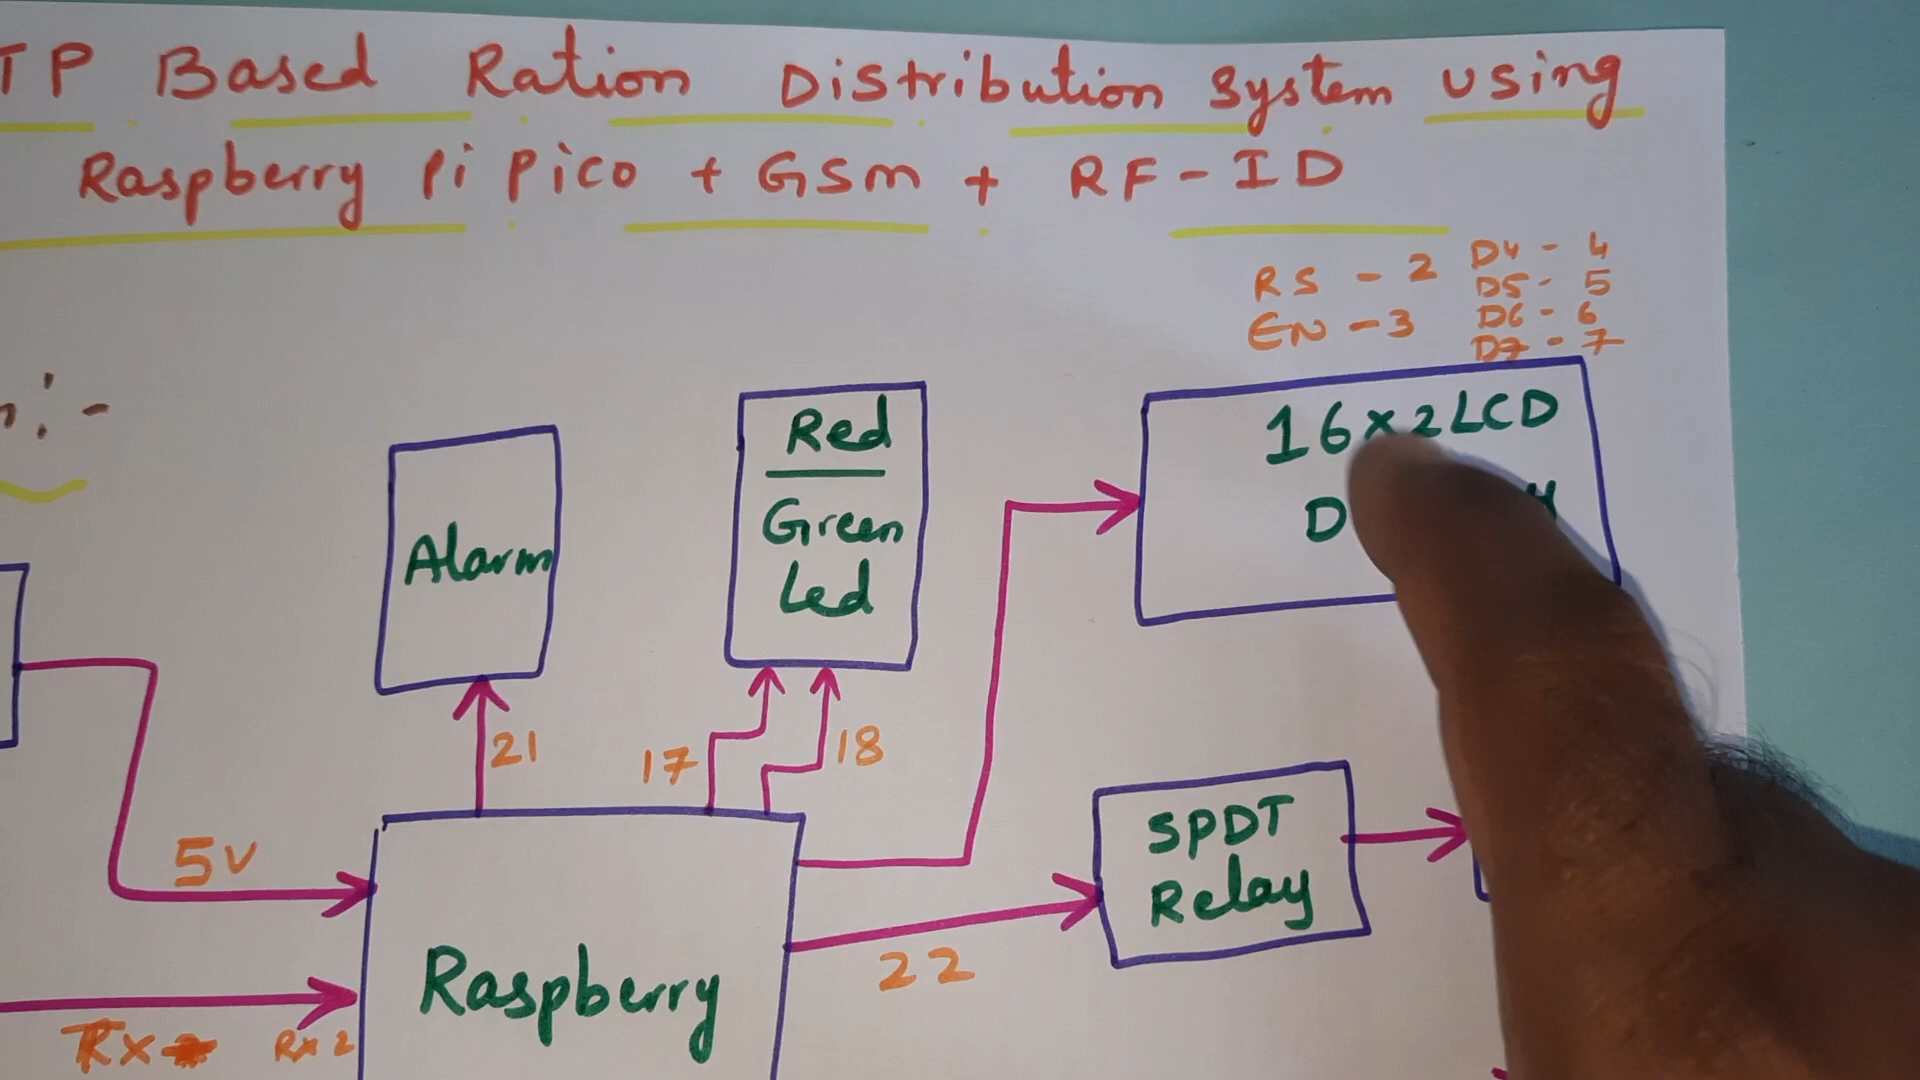 TP Based Ration Distribution System using
Raspberry Pi Pico + GSM + RF-ID
RS - 2
EN - 3
D4 - 4
D5 - 5
D6 - 6
D7 - 7
16x2 LCD
Red
Green
Led
Alarm
21
17
18
5V
SPDT
Relay
22
Raspberry
Rx 2